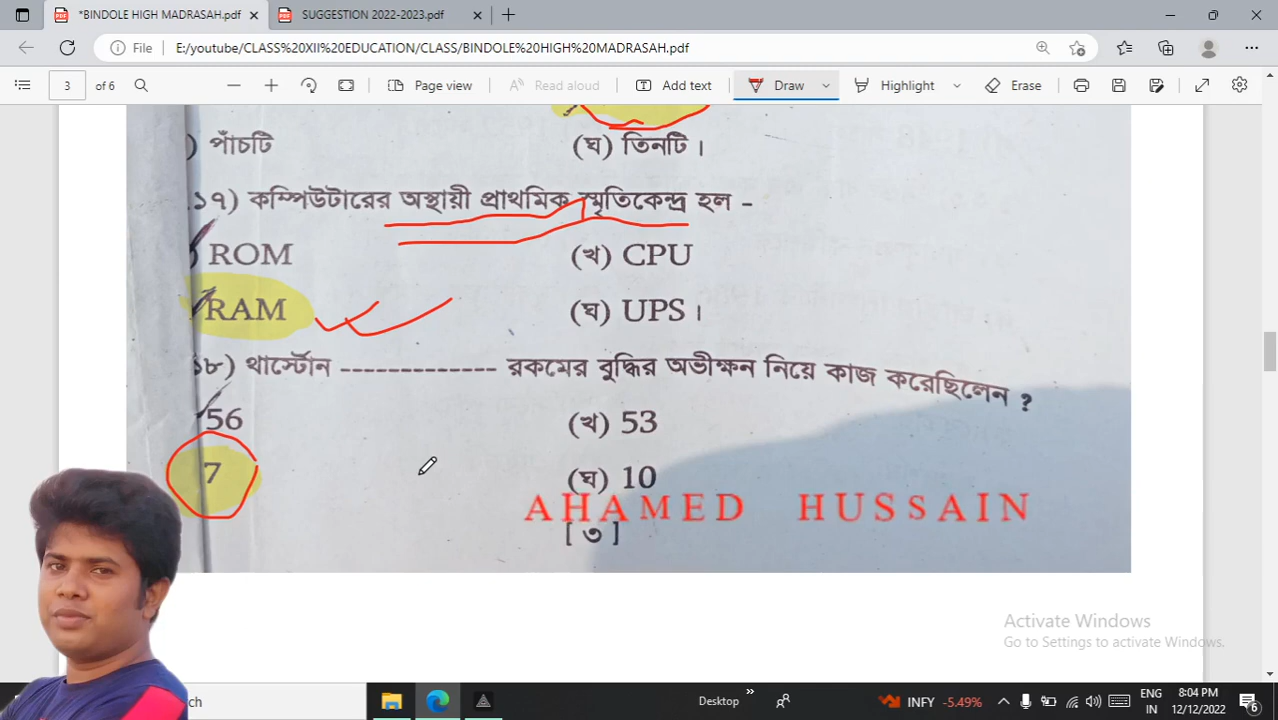 *BINDOLE HIGH MADRASAH.pdf
SUGGESTION 2022-2023.pdf
File
E:/youtube/CLASS%20XII%20EDUCATION/CLASS/BINDOLE%20HIGH%20MADRASAH.pdf
3 of 6
Page view
Read aloud
Add text
Draw
Highlight
Erase
) পাঁচটি
(ঘ) তিনটি ।
১৭) কম্পিউটারের অস্থায়ী প্রাথমিক স্মৃতিকেন্দ্র হল -
) ROM
(খ) CPU
RAM
(ঘ) UPS ।
১৮) থার্স্টোন ------------- রকমের বুদ্ধির অভীক্ষন নিয়ে কাজ করেছিলেন ?
56
(খ) 53
7
(ঘ) 10
AHAMED HUSSAIN
[ ৩ ]
Activate Windows
Go to Settings to activate Windows.
rch
Desktop
INFY -5.49%
ENG
IN
8:04 PM
12/12/2022
6